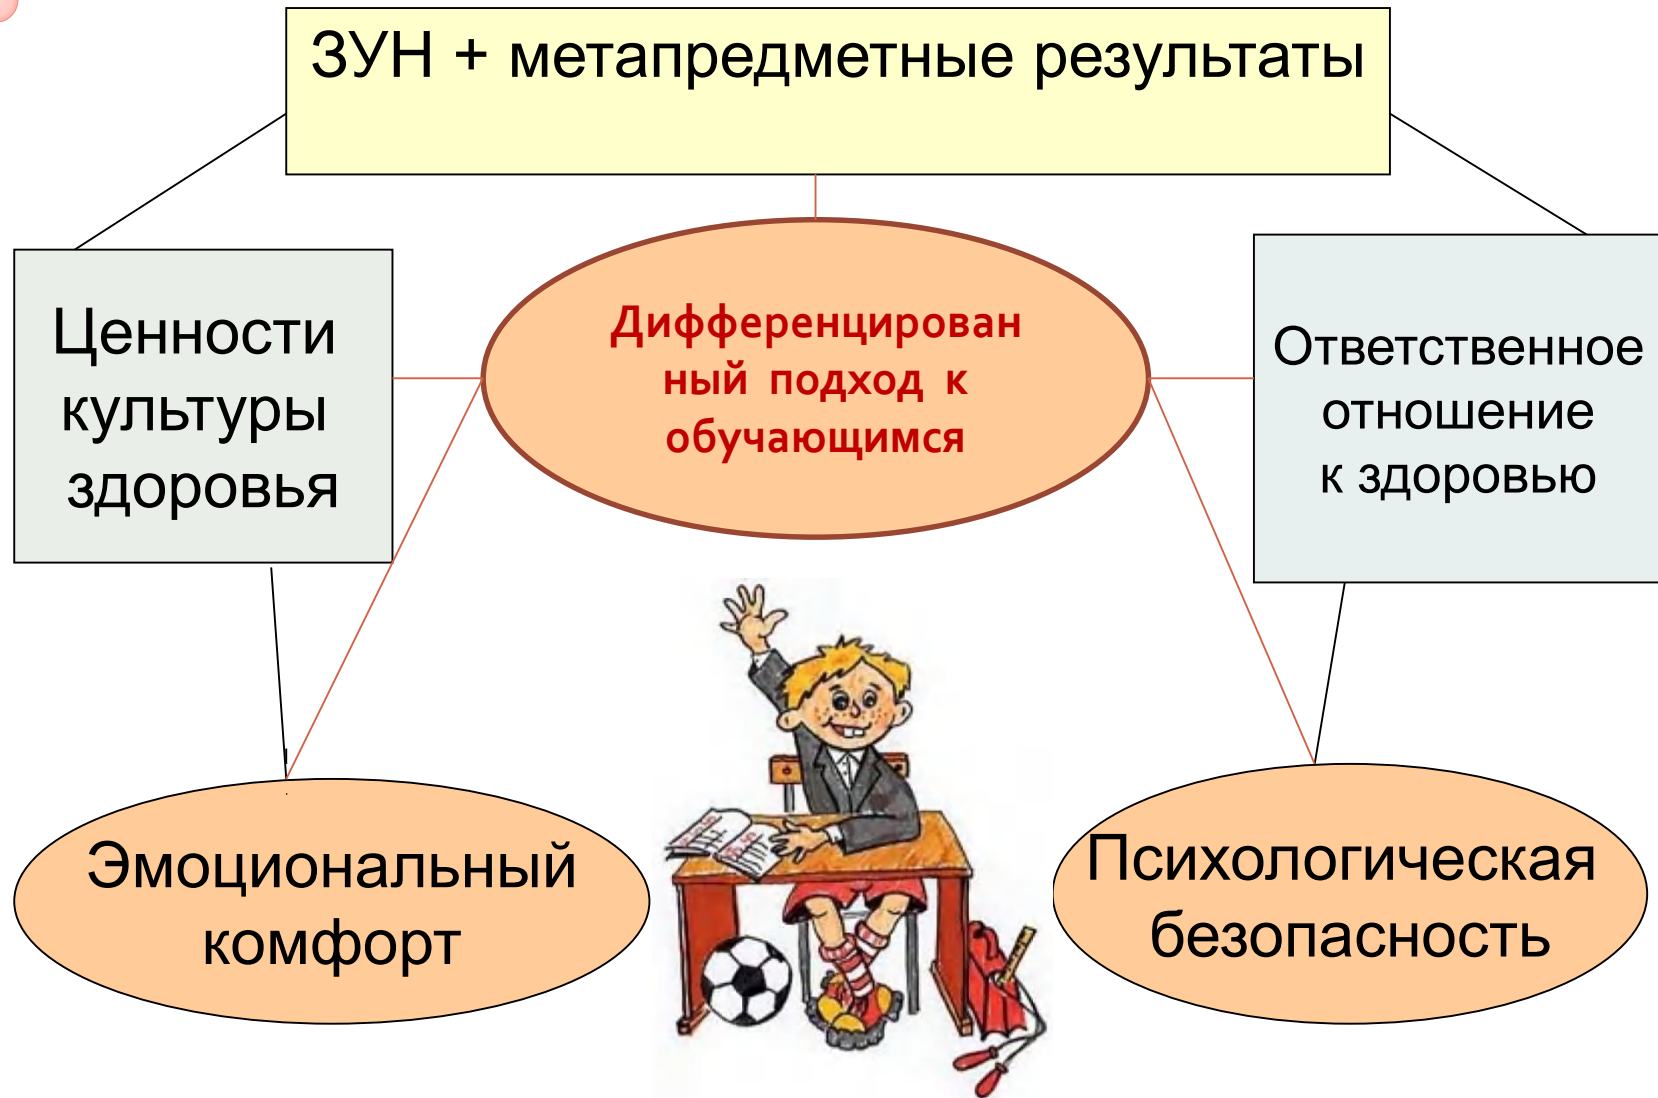 ЗУН + метапредметные результаты
Ценности
культуры
здоровья
Дифференцирован
ный подход к
обучающимся
Ответственное
отношение
к здоровью
Эмоциональный
комфорт
Психологическая
безопасность